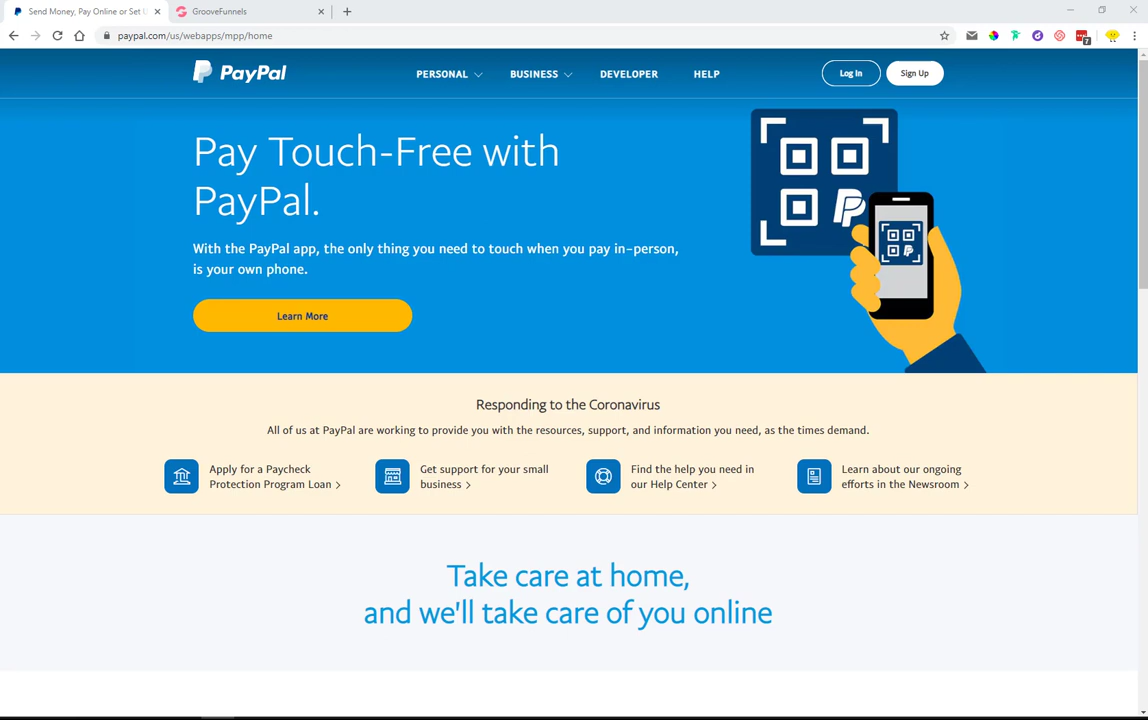 Send Money, Pay Online or Set U
GrooveFunnels
paypal.com/us/webapps/mpp/home
7
PayPal
PERSONAL
BUSINESS
DEVELOPER
HELP
Log In
Sign Up
Pay Touch-Free with
PayPal.
With the PayPal app, the only thing you need to touch when you pay in-person,
is your own phone.
Learn More
Responding to the Coronavirus
All of us at PayPal are working to provide you with the resources, support, and information you need, as the times demand.
Apply for a Paycheck
Protection Program Loan >
Get support for your small
business >
Find the help you need in
our Help Center >
Learn about our ongoing
efforts in the Newsroom >
Take care at home,
and we'll take care of you online